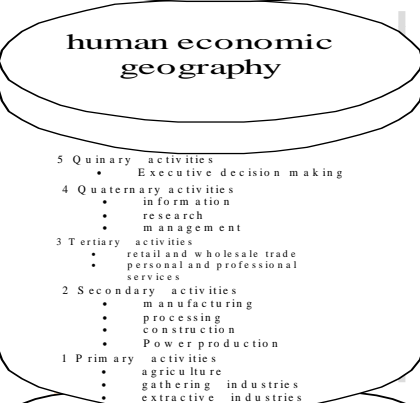 human economic
geography
5 Quinary activities
• Executive decision making
4 Quaternary activities
• information
• research
• management
3 Tertiary activities
• retail and wholesale trade
• personal and professional
services
2 Secondary activities
• manufacturing
• processing
• construction
• Power production
1 Primary activities
• agriculture
• gathering industries
• extractive industries